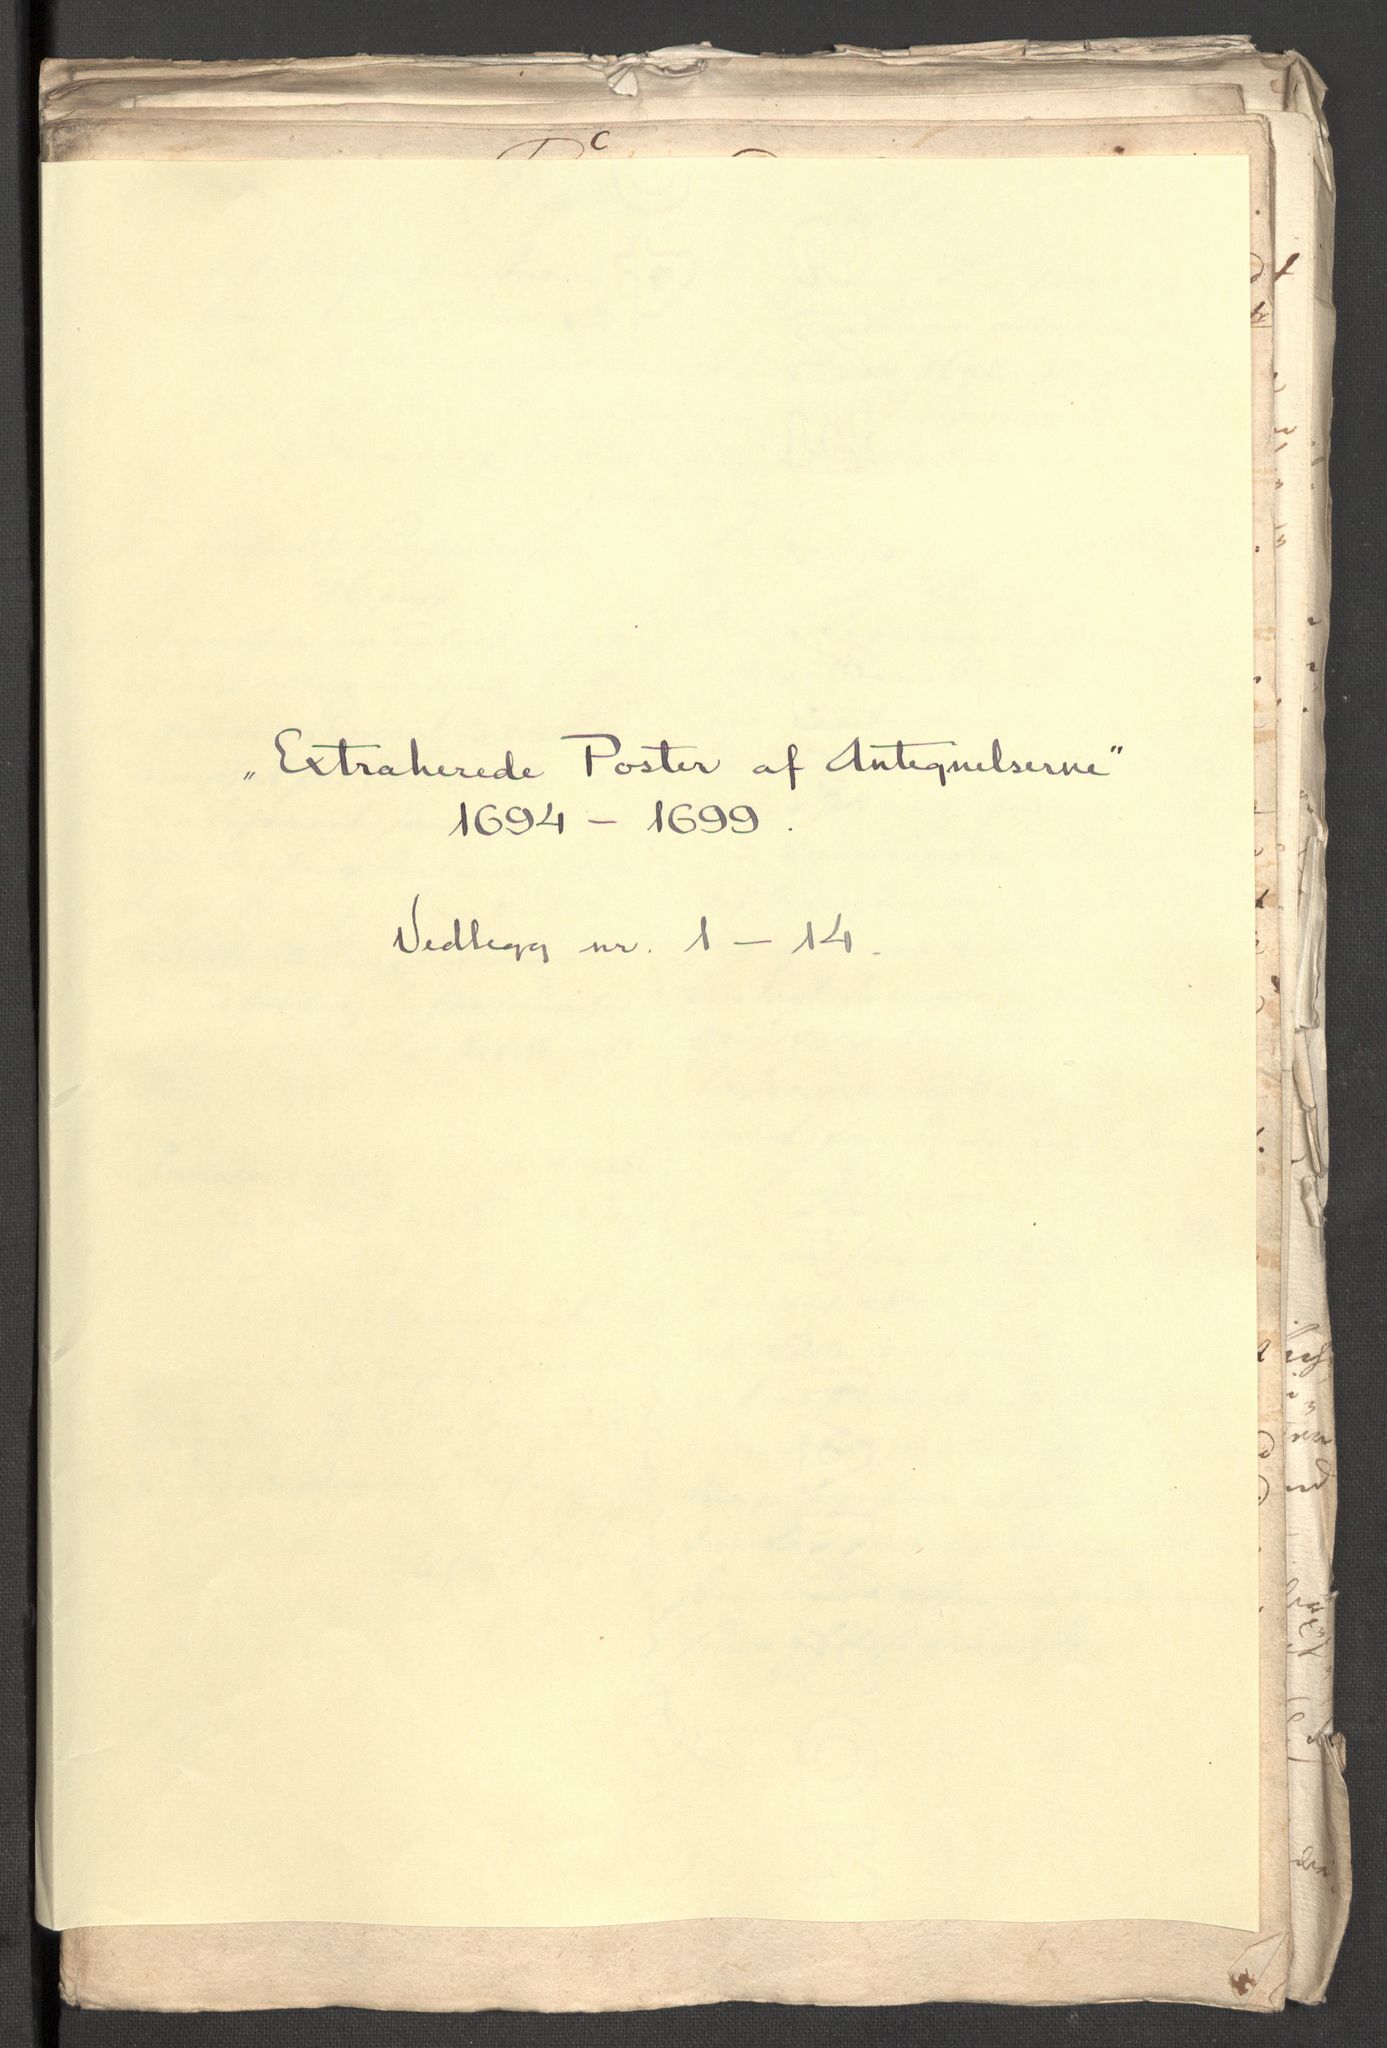 „Extraherede Poster af Antegnelserne"
1694 – 1699.
Vedlegg nr. 1 – 14.